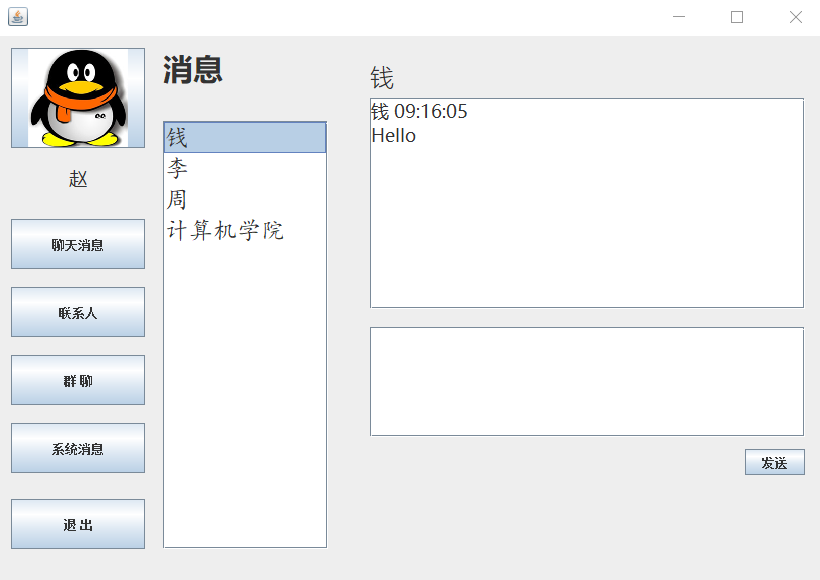 赵
聊天消息
联系人
群 聊
系统消息
退 出
消息
钱
李
周
计算机学院
钱
钱 09:16:05
Hello
发送